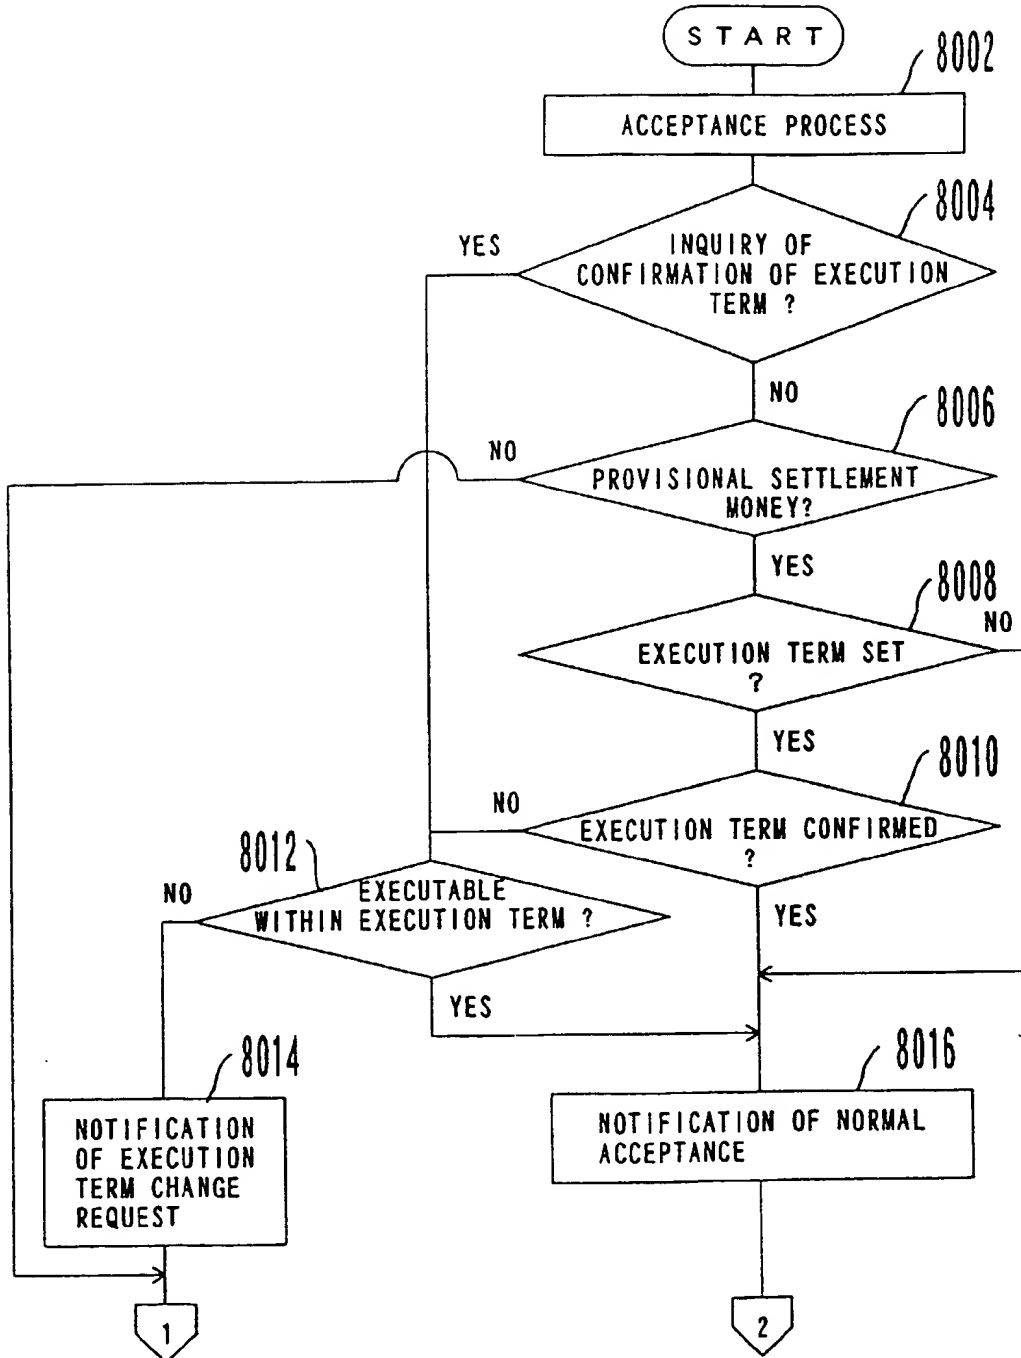 START
8002
ACCEPTANCE PROCESS
8004
YES
INQUIRY OF
CONFIRMATION OF EXECUTION
TERM ?
NO
8006
NO
PROVISIONAL SETTLEMENT
MONEY?
YES
8008
NO
EXECUTION TERM SET
?
YES
8010
NO
EXECUTION TERM CONFIRMED
?
8012
NO
EXECUTABLE
WITHIN EXECUTION TERM ?
YES
YES
8014
8016
NOTIFICATION
OF EXECUTION
TERM CHANGE
REQUEST
NOTIFICATION OF NORMAL
ACCEPTANCE
1
2